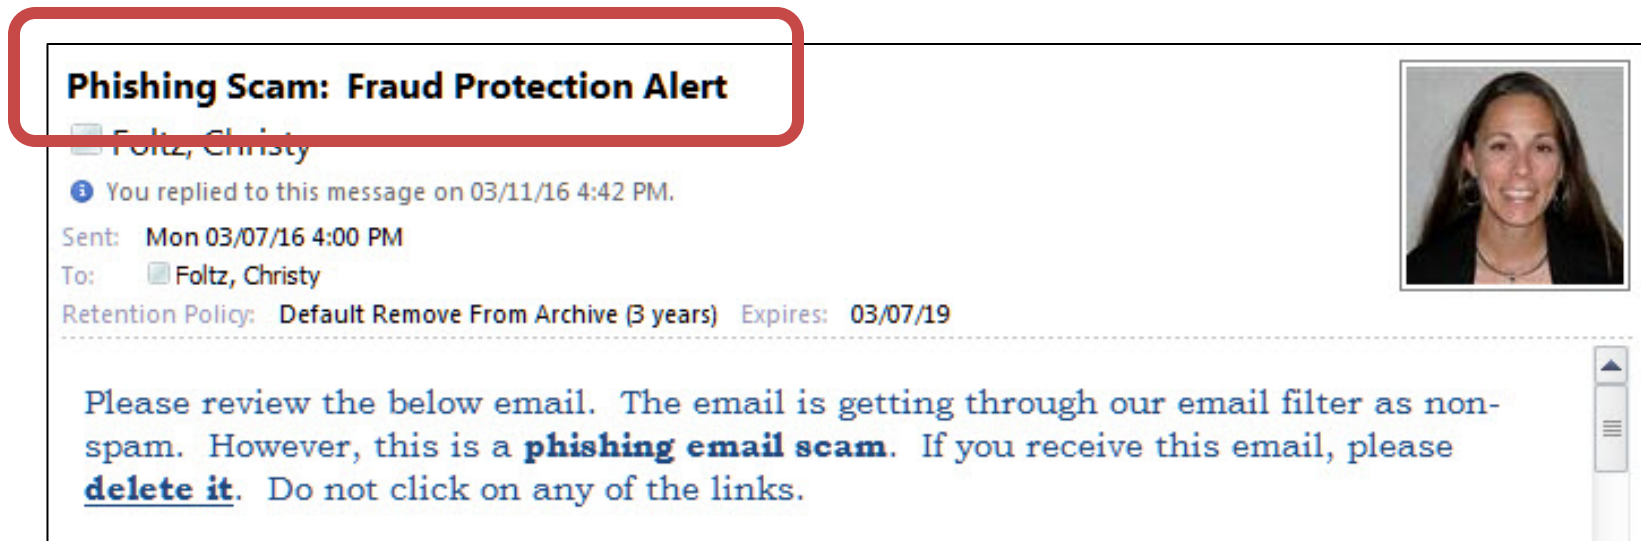 Phishing Scam:  Fraud Protection Alert
Foltz, Christy
You replied to this message on 03/11/16 4:42 PM.
Sent: Mon 03/07/16 4:00 PM
To: Foltz, Christy
Retention Policy: Default Remove From Archive (3 years) Expires: 03/07/19
Please review the below email.  The email is getting through our email filter as non-
spam.  However, this is a phishing email scam.  If you receive this email, please
delete it.  Do not click on any of the links.